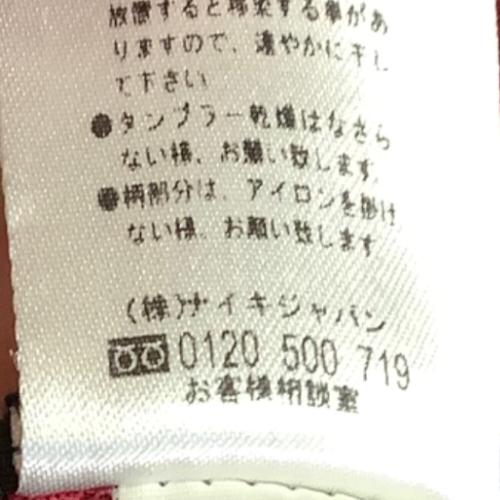 放置すると移染する事があ
りますので、速やかに干し
て下さい
●タンブラー乾燥はなさら
ない様、お願い致します
●柄部分は、アイロンを掛け
ない様、お願い致します
(株)ナイキジャパン
0120 500 719
お客様相談室